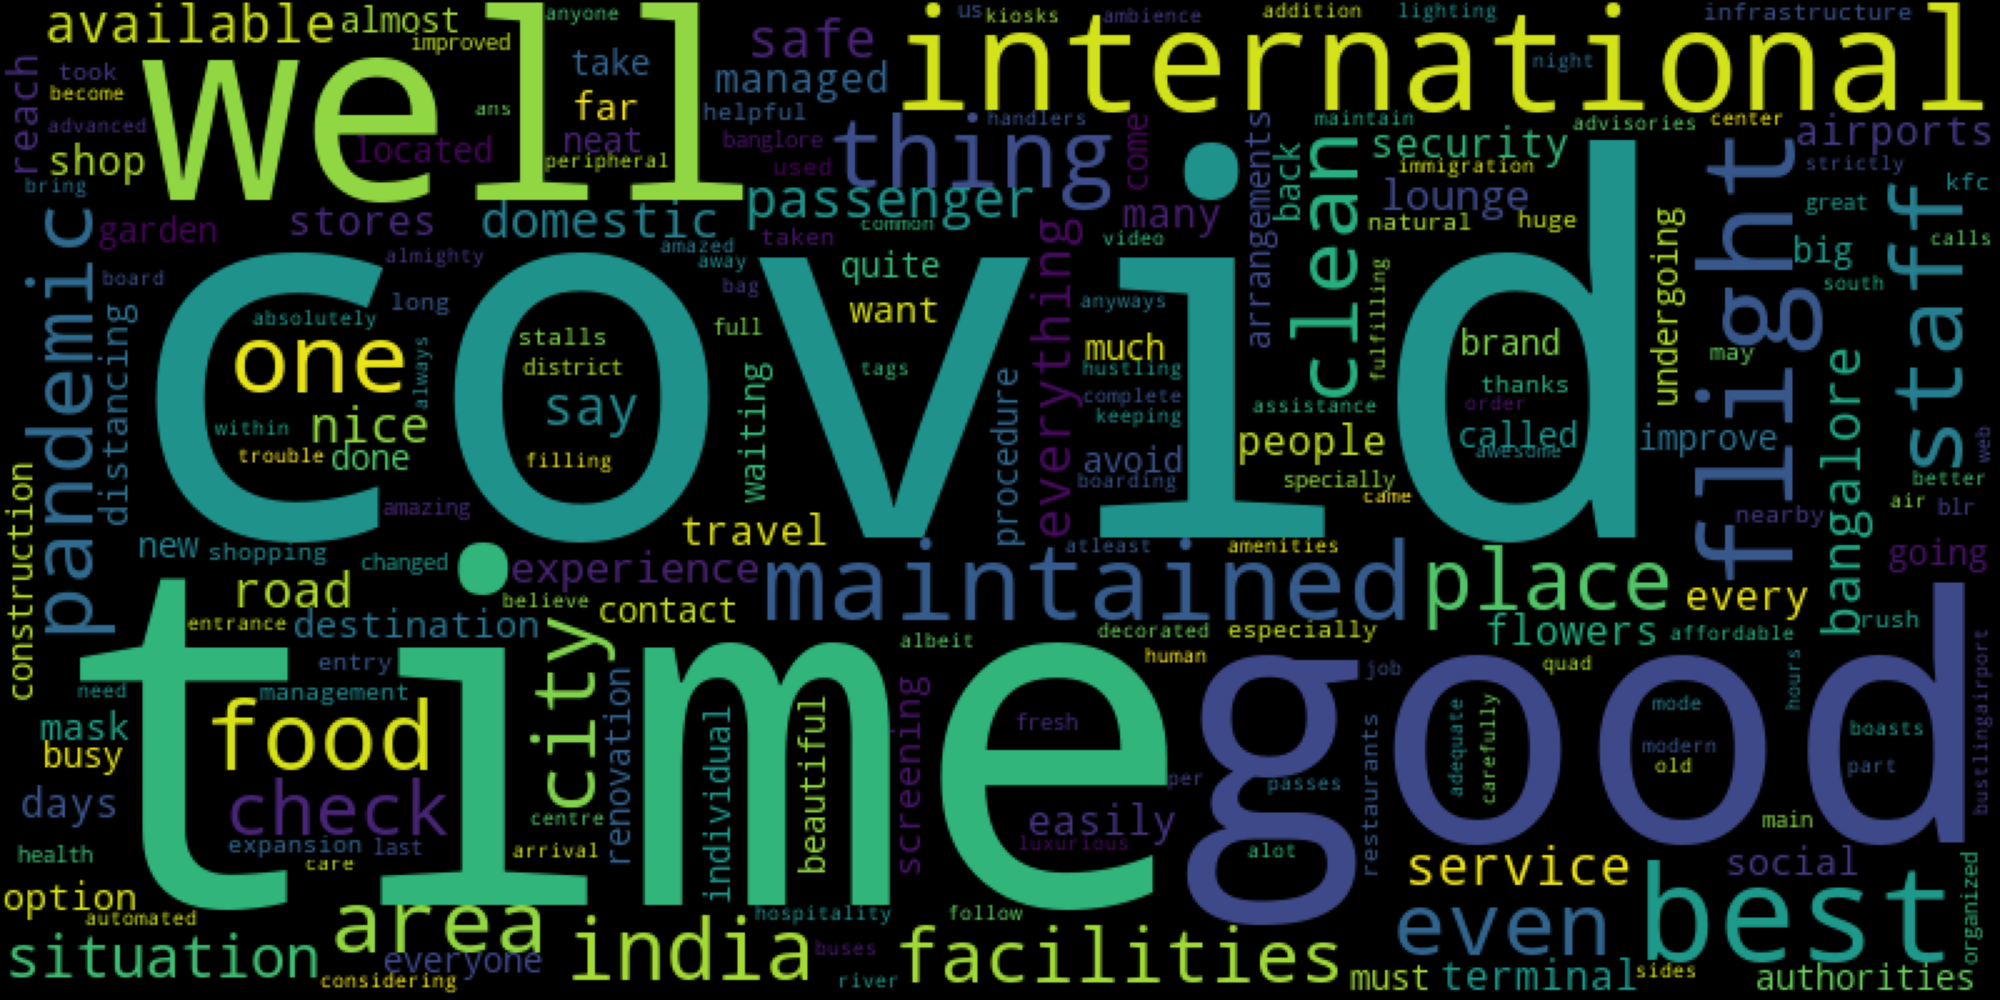 available almost anyone us kiosks ambience addition lighting infrastructure
improved safe international
well take managed night
reach took become far ans helpful thing handlers maintain advisories center airports
advanced shop located neat peripheral banglore used come arrangements security immigration strictly
bring passenger back clean lounge natural huge flight great kfc
garden stores domestic taken common many video undergoing big calls staff
pandemic board almighty amazed away quite everything south
distancing long bag want anyways fulfilling
covid
absolutely one always stalls full much brand may
district tags hustling thanks bangalore
within nice say waiting procedure complete keeping assistance order
trouble done filling avoid people called awesome improve web
boarding specially came better
construction amazing travel nearby air blr
new shopping changed experience atleast amenities going
road believe contact maintained place every
entrance destination albeit decorated especially flowers affordable rush
time
entry city human good quad job hours bustlingairport
need management renovation
mask food individual beautiful screening fresh restaurants adequate carefully mode boasts
busy modern old part
days check centre easily per passes main
health expansion last care arrival luxurious alot
option service social organized
automated area hospitality follow even best
situation everyone india buses facilities
considering river must terminal sides authorities